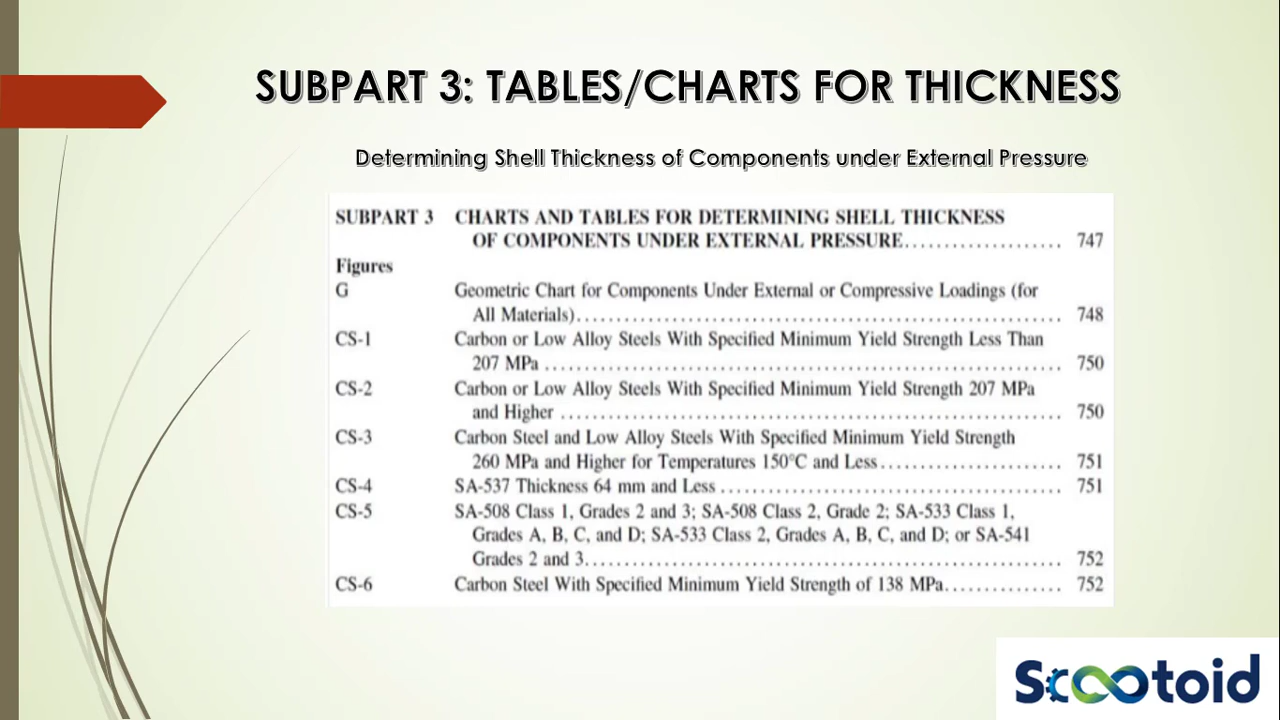 SUBPART 3: TABLES/CHARTS FOR THICKNESS
Determining Shell Thickness of Components under External Pressure
SUBPART 3 CHARTS AND TABLES FOR DETERMINING SHELL THICKNESS
OF COMPONENTS UNDER EXTERNAL PRESSURE.................... 747
Figures
G Geometric Chart for Components Under External or Compressive Loadings (for
All Materials)............................................................ 748
CS-1 Carbon or Low Alloy Steels With Specified Minimum Yield Strength Less Than
207 MPa ................................................................ 750
CS-2 Carbon or Low Alloy Steels With Specified Minimum Yield Strength 207 MPa
and Higher .............................................................. 750
CS-3 Carbon Steel and Low Alloy Steels With Specified Minimum Yield Strength
260 MPa and Higher for Temperatures 150°C and Less....................... 751
CS-4 SA-537 Thickness 64 mm and Less .......................................... 751
CS-5 SA-508 Class 1, Grades 2 and 3; SA-508 Class 2, Grade 2; SA-533 Class 1,
Grades A, B, C, and D; SA-533 Class 2, Grades A, B, C, and D; or SA-541
Grades 2 and 3........................................................... 752
CS-6 Carbon Steel With Specified Minimum Yield Strength of 138 MPa............... 752
Scootoid